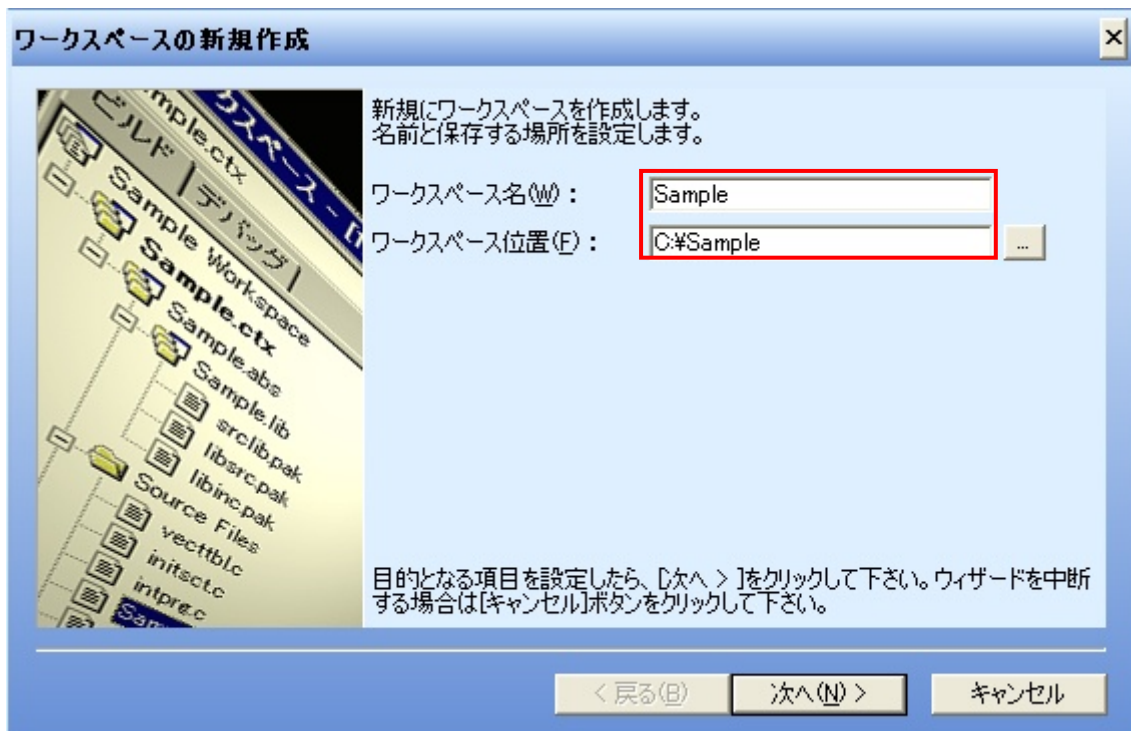 ワークスペースの新規作成
新規にワークスペースを作成します。
名前と保存する場所を設定します。
ワークスペース名(W)：
Sample
ワークスペース位置(F)：
C:¥Sample
...
目的となる項目を設定したら、[次へ > ]をクリックして下さい。ウィザードを中断
する場合は[キャンセル]ボタンをクリックして下さい。
< 戻る(B)
次へ(N) >
キャンセル
クスペース - [
mple.ctx
ビルド
デバッグ
Sample Workspace
Sample.ctx
Sample.abs
Sample.lib
srclib.pak
libsrc.pak
libinc.pak
Source Files
vecttbl.c
initsct.c
intprg.c
Sam